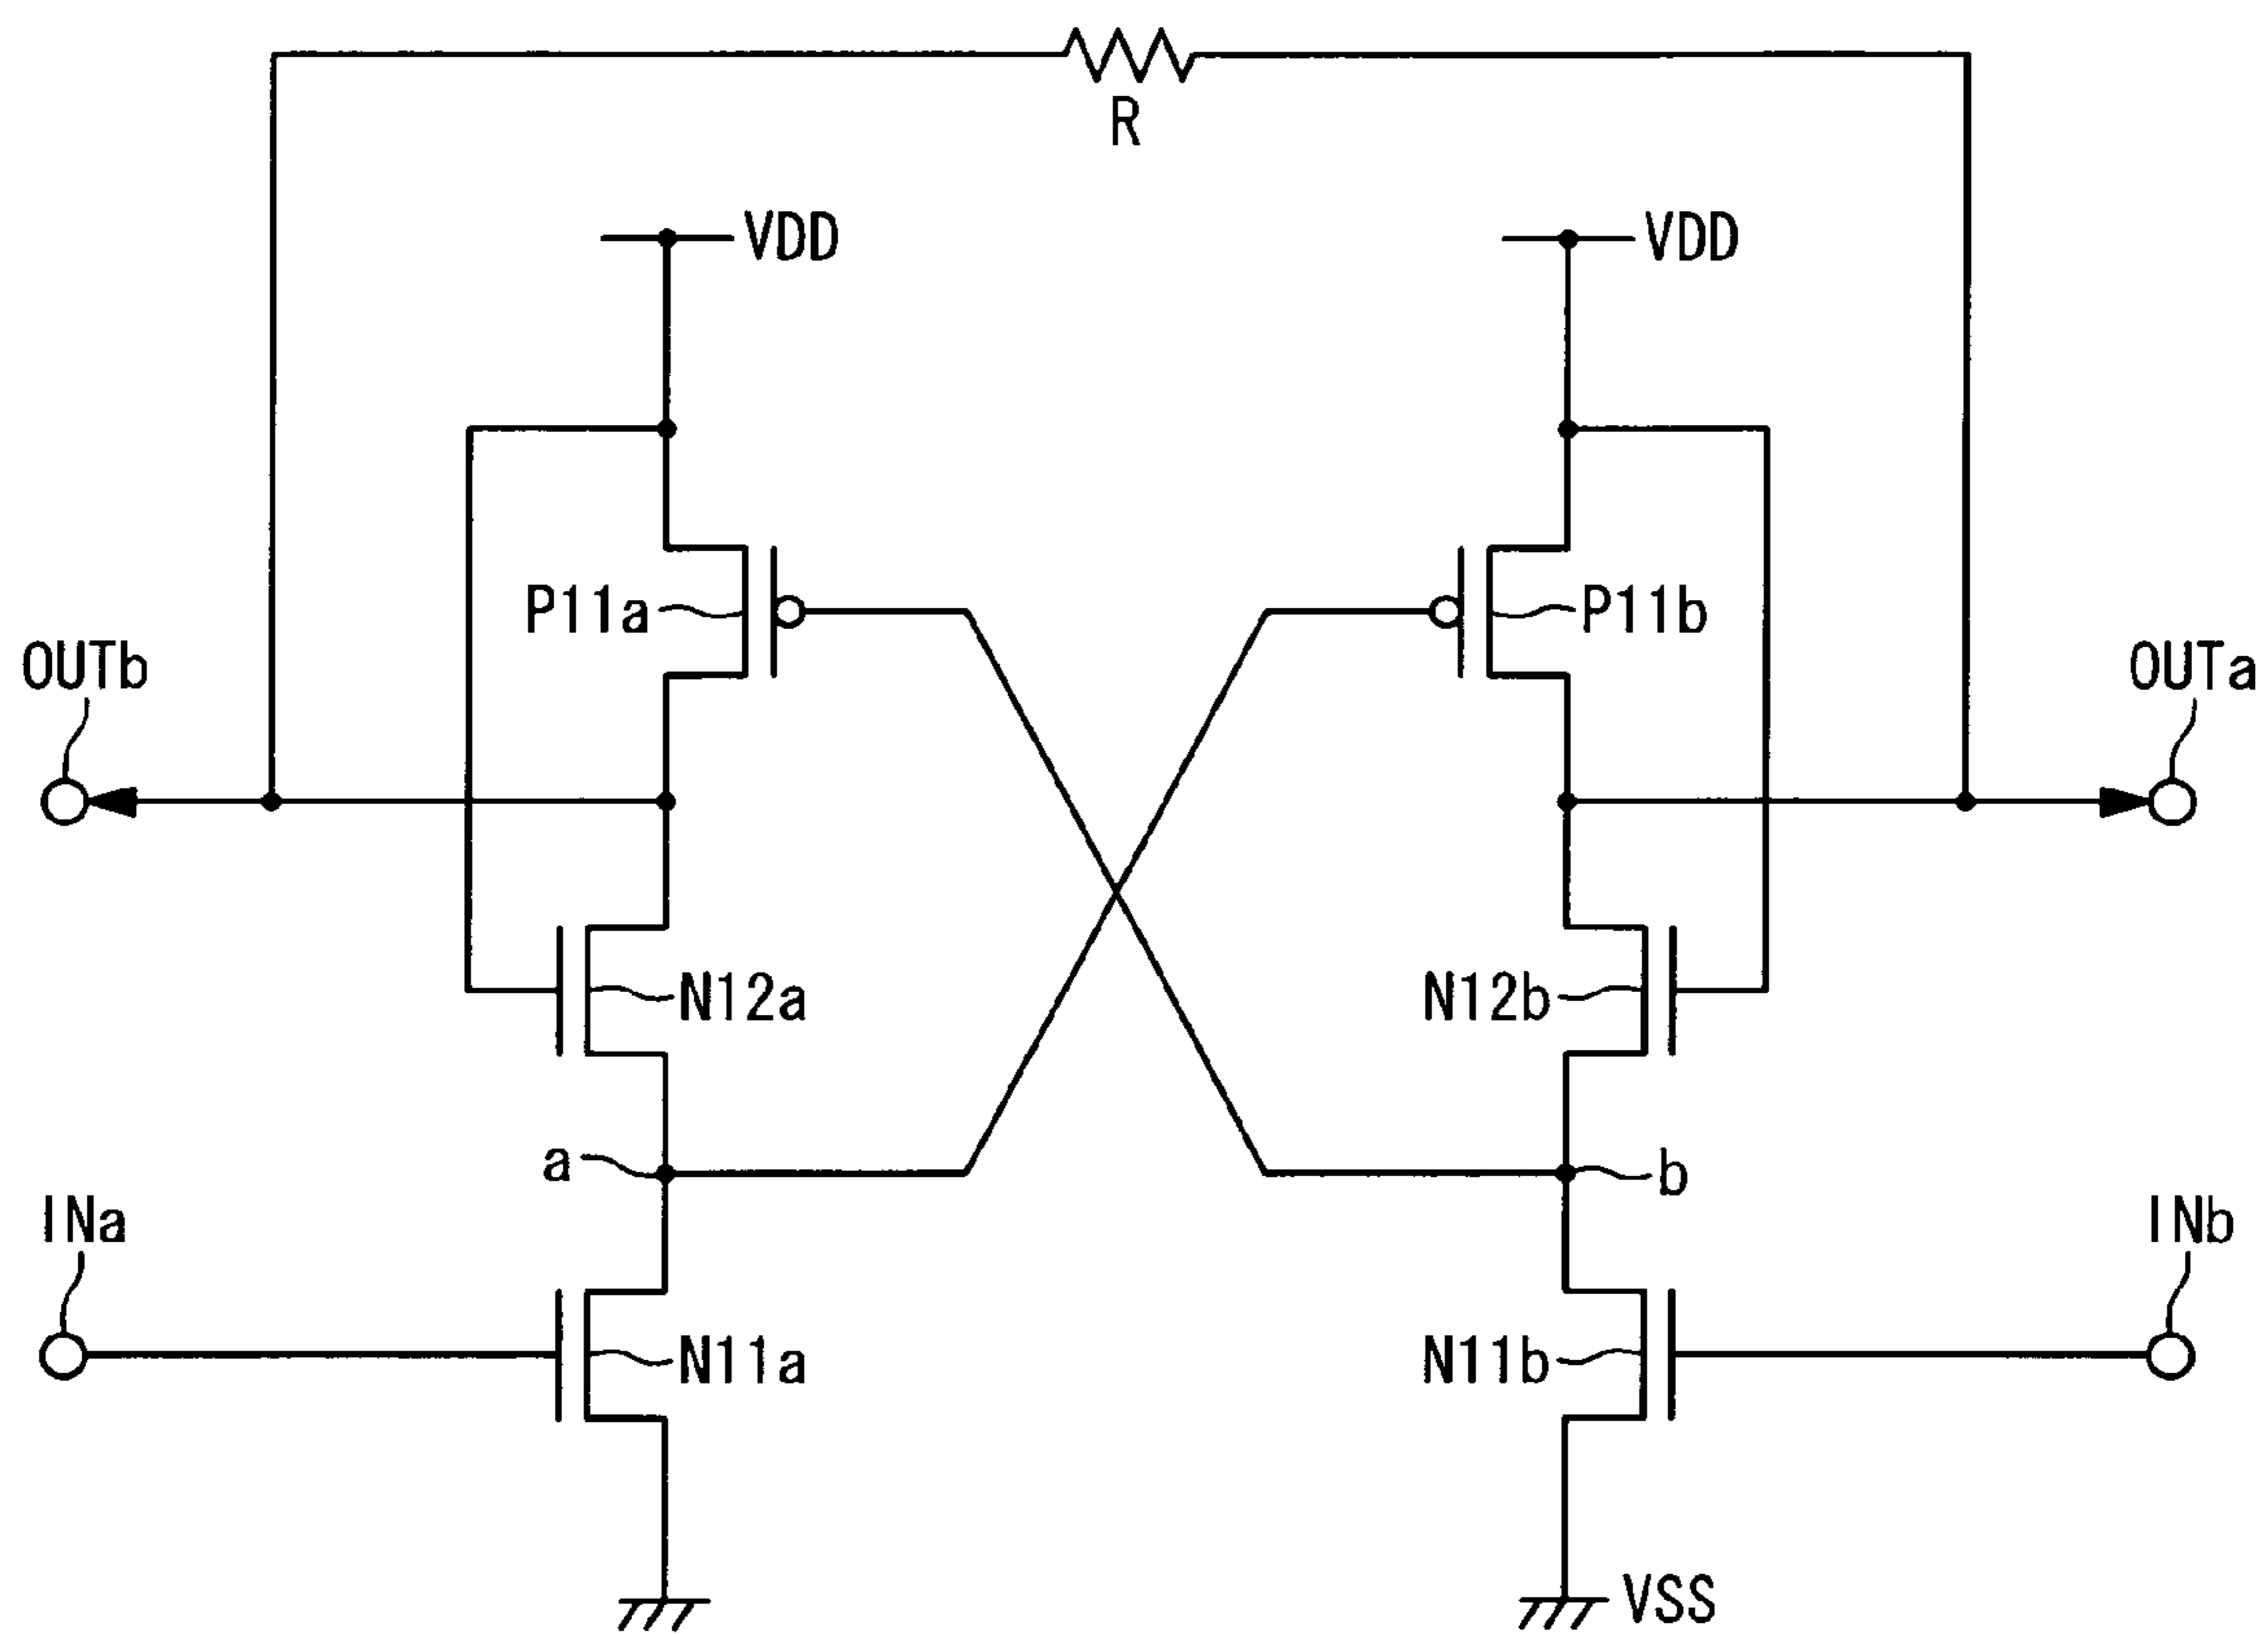 R
VDD
VDD
P11a
P11b
OUTb
OUTa
N12a
N12b
a
b
INa
INb
N11a
N11b
VSS